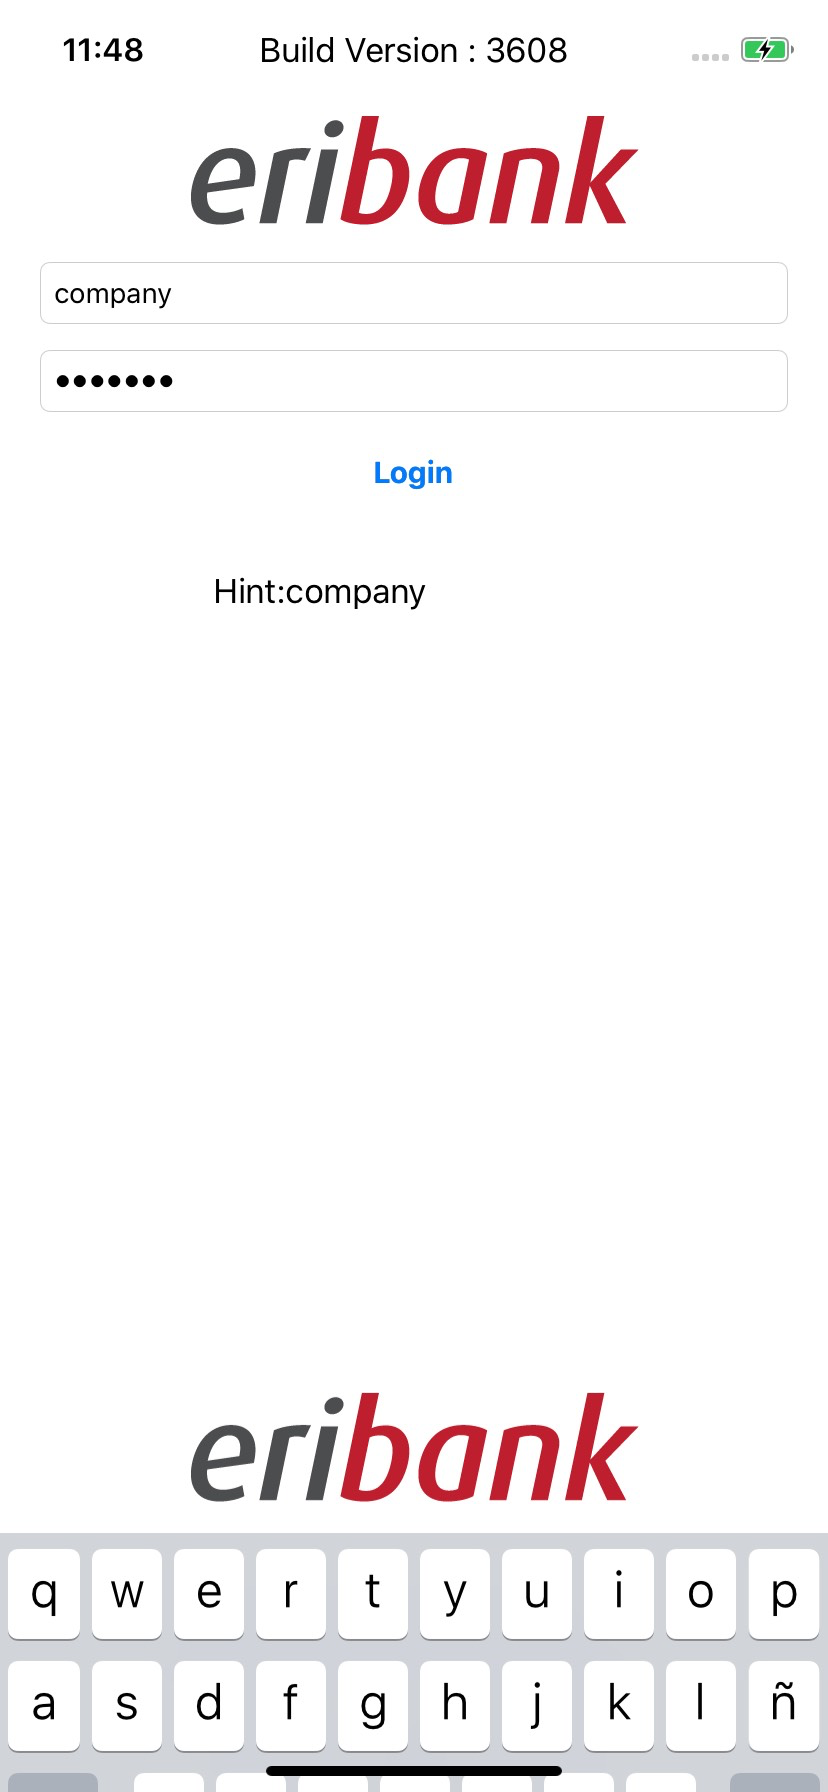 11:48 Build Version : 3608
eribank
company
•••••••
Login
Hint:company
eribank
q w e r t y u i o p
a s d f g h j k l ñ